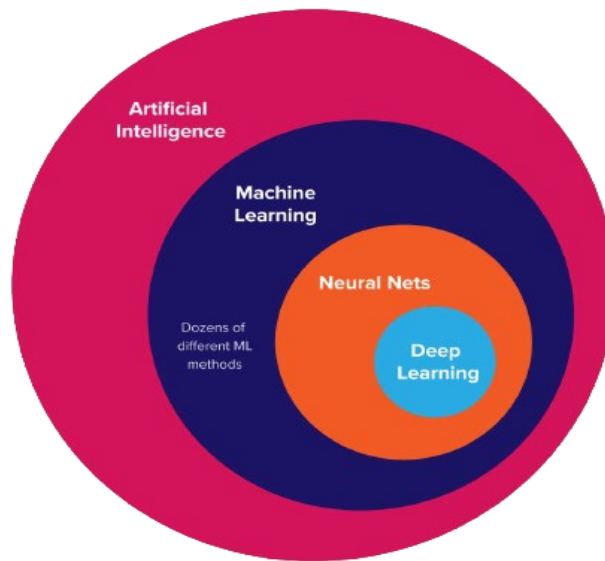 Artificial
Intelligence
Machine
Learning
Neural Nets
Dozens of
different ML
methods
Deep
Learning